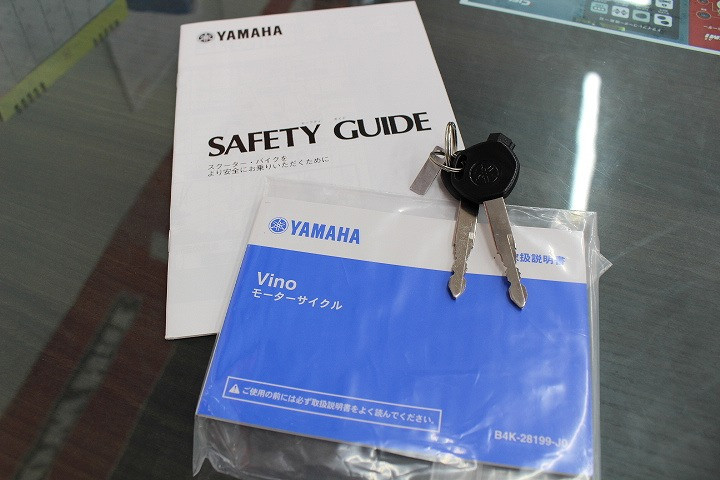 YAMAHA
SAFETY GUIDE
スクーター・バイクを
より安全にお乗りいただくために
YAMAHA
取扱説明書
Vino
モーターサイクル
ご使用の前には必ず取扱説明書をよく読んでください。
B4K-28199-J0